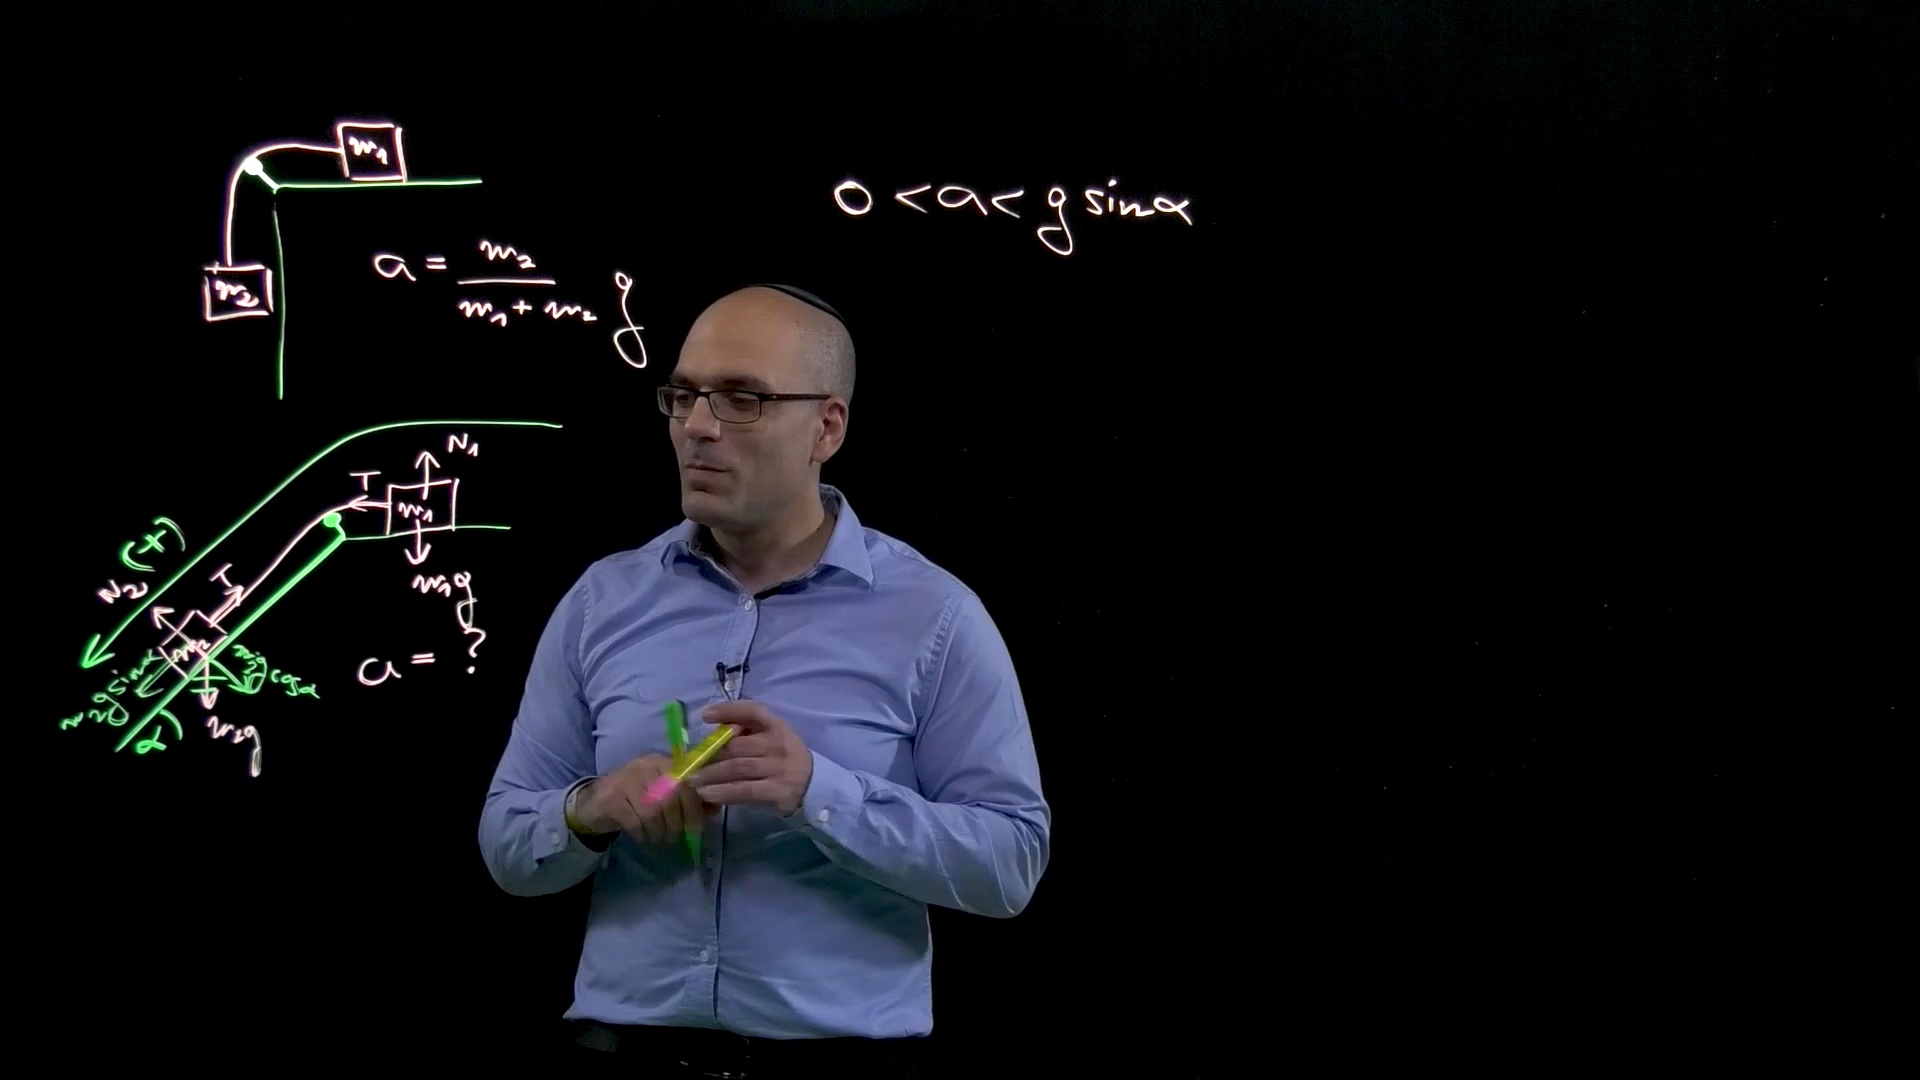 m₁
0 < a < g sinα
m₂
a = m₂ / (m₁ + m₂) g
N₁
T
m₁
(+)
m₁g
N₂
T
m₂
a = ?
m₂g sinα
m₂g cosα
α
m₂g